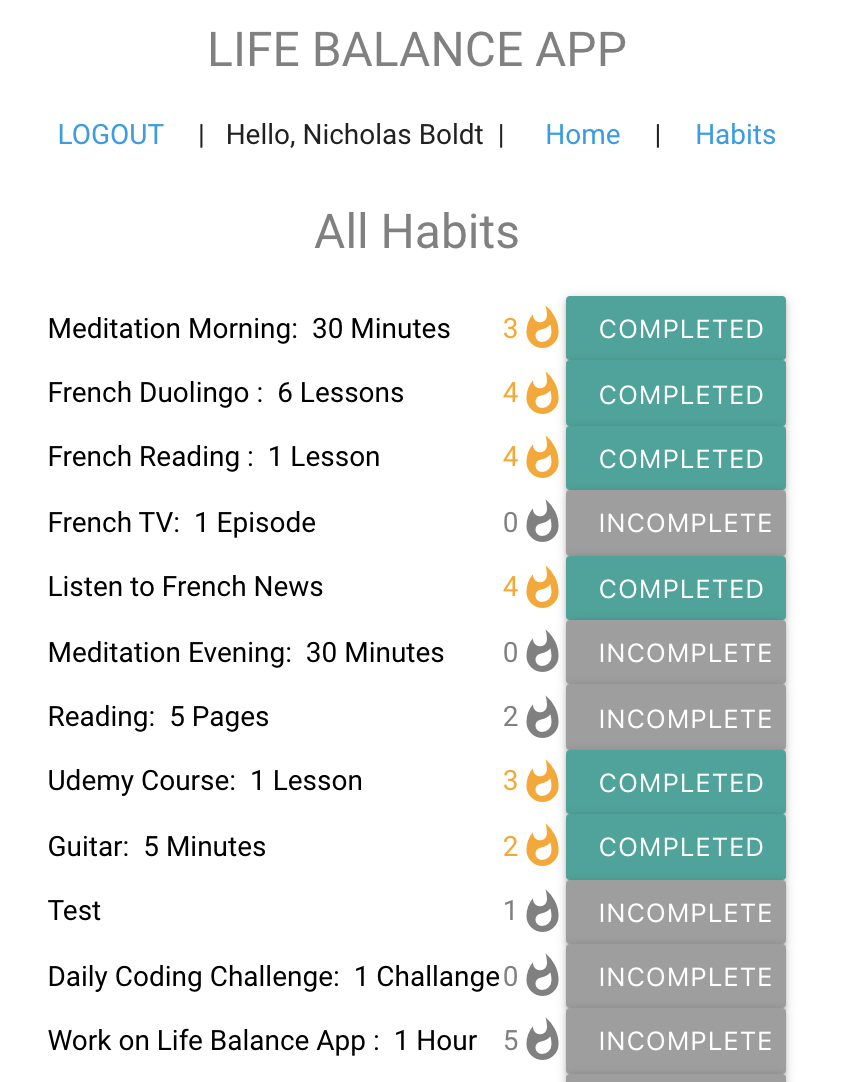 LIFE BALANCE APP
LOGOUT | Hello, Nicholas Boldt | Home | Habits
All Habits
Meditation Morning: 30 Minutes 3 COMPLETED
French Duolingo : 6 Lessons 4 COMPLETED
French Reading : 1 Lesson 4 COMPLETED
French TV: 1 Episode 0 INCOMPLETE
Listen to French News 4 COMPLETED
Meditation Evening: 30 Minutes 0 INCOMPLETE
Reading: 5 Pages 2 INCOMPLETE
Udemy Course: 1 Lesson 3 COMPLETED
Guitar: 5 Minutes 2 COMPLETED
Test 1 INCOMPLETE
Daily Coding Challenge: 1 Challange 0 INCOMPLETE
Work on Life Balance App : 1 Hour 5 INCOMPLETE